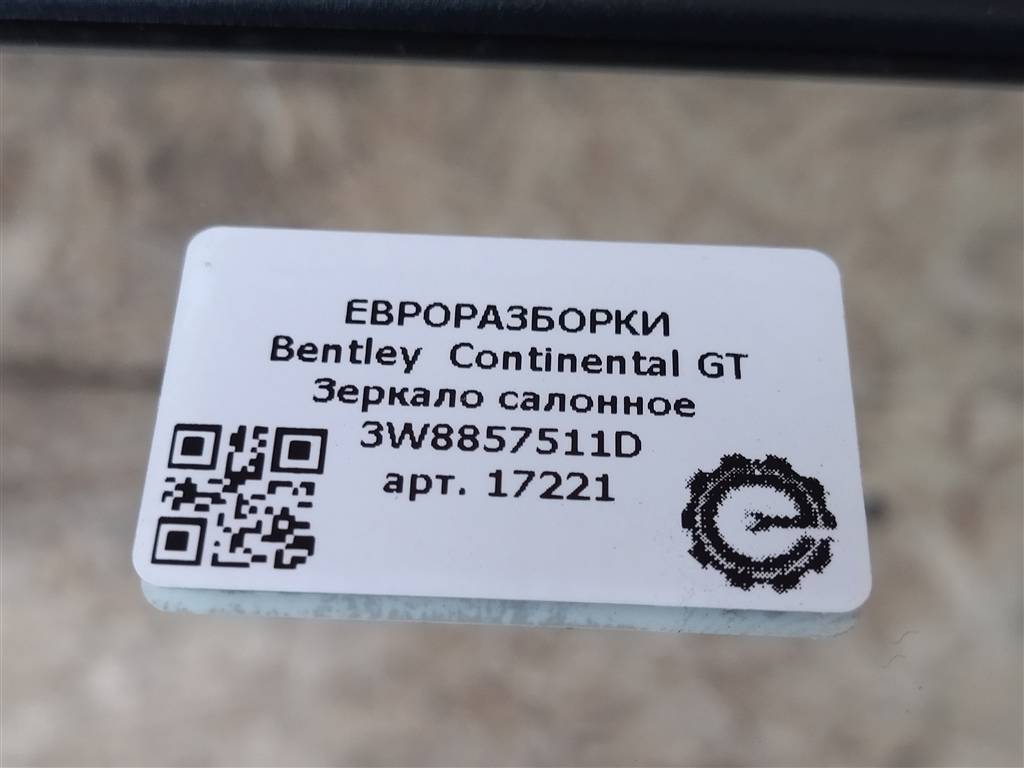 ЕВРОРАЗБОРКИ
Bentley Continental GT
Зеркало салонное
3W8857511D
арт. 17221